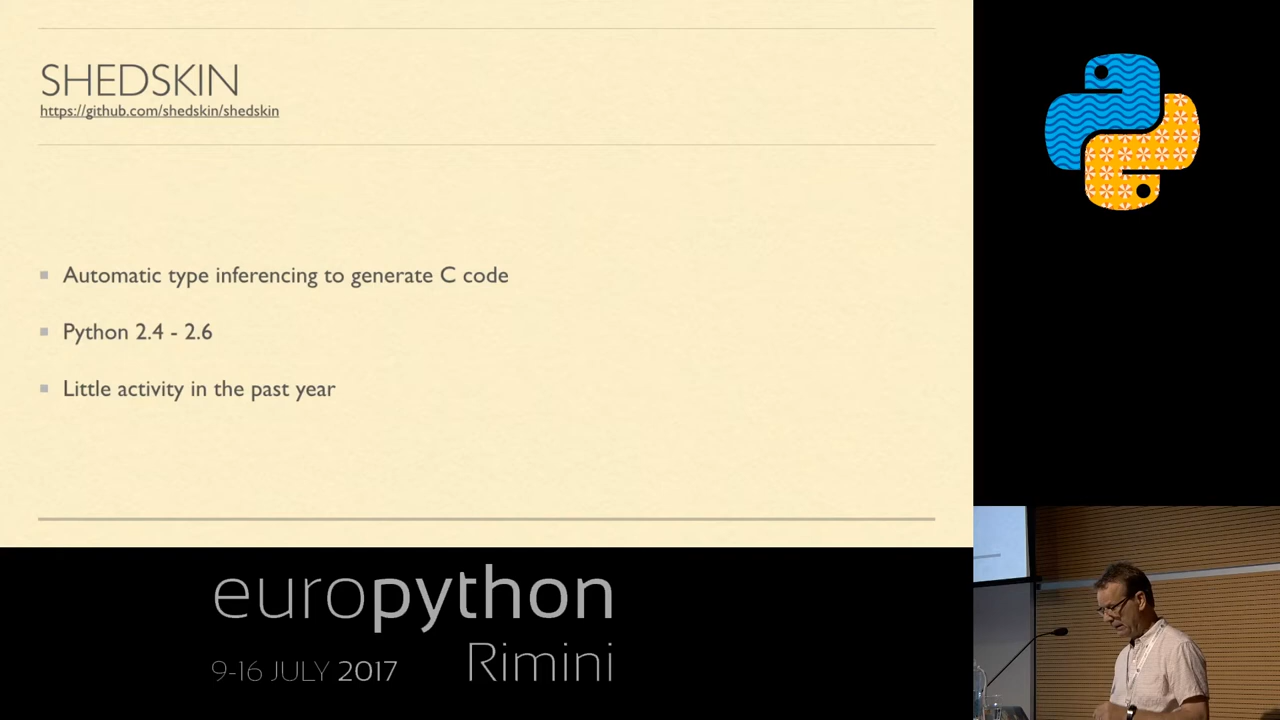 SHEDSKIN
https://github.com/shedskin/shedskin
Automatic type inferencing to generate C code
Python 2.4 - 2.6
Little activity in the past year
europython
9-16 JULY 2017 Rimini